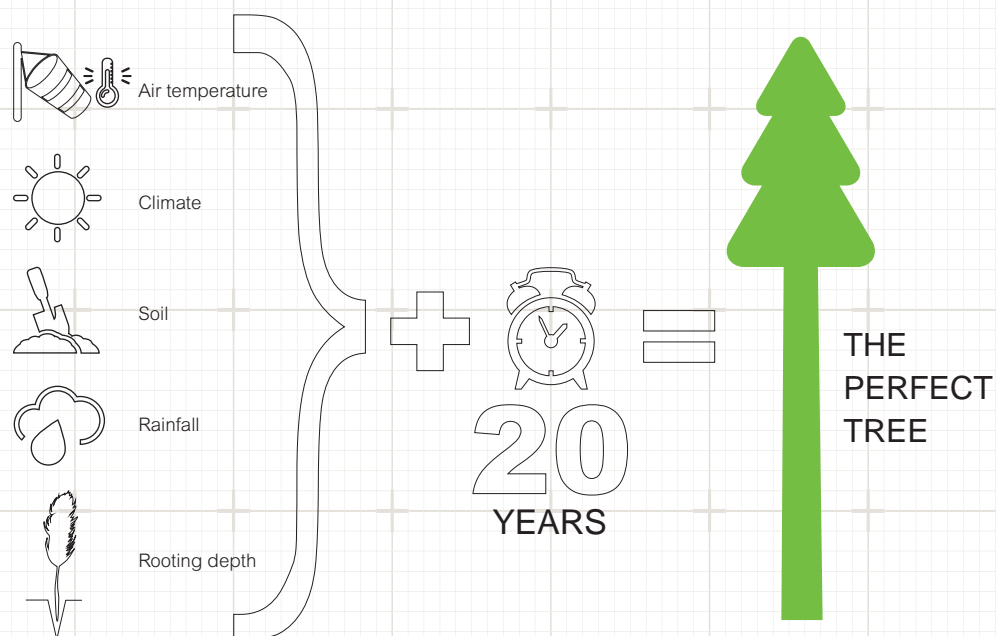 Air temperature
Climate
Soil
Rainfall
Rooting depth
20
YEARS
THE
PERFECT
TREE